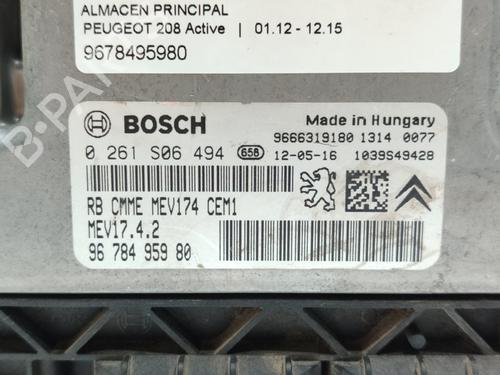 ALMACEN PRINCIPAL
PEUGEOT 208 Active | 01.12 - 12.15
9678495980
BOSCH
Made in Hungary
9666319180 1314 0077
0 261 S06 494 658 12-05-16 1039S49428
RB CMME MEV174 CEM1
MEV17.4.2
96 784 959 80